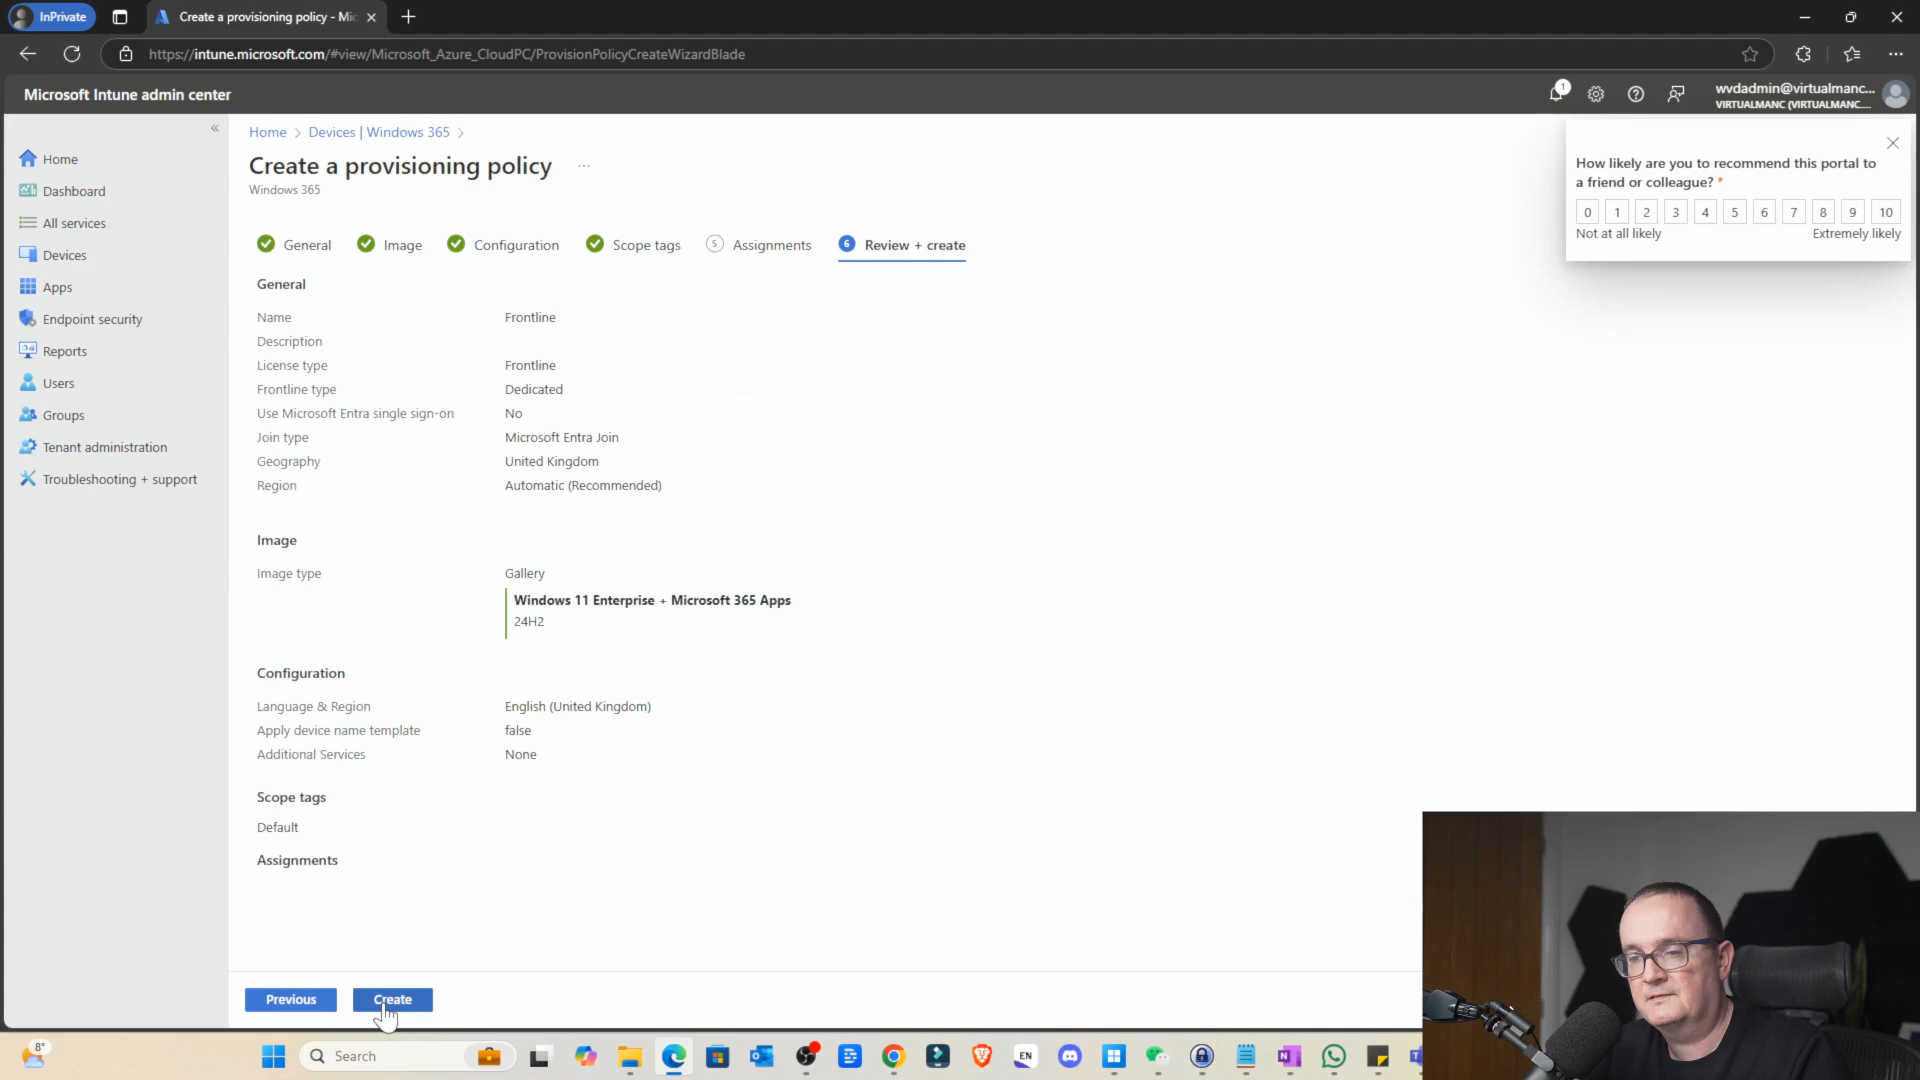 InPrivate
Create a provisioning policy - Mic
https://intune.microsoft.com/#view/Microsoft_Azure_CloudPC/ProvisionPolicyCreateWizardBlade
Microsoft Intune admin center
1
wvdadmin@virtualmanc...
VIRTUALMANC (VIRTUALMANC....
Home
Dashboard
All services
Devices
Apps
Endpoint security
Reports
Users
Groups
Tenant administration
Troubleshooting + support
Home > Devices | Windows 365 >
Create a provisioning policy ...
Windows 365
General Image Configuration Scope tags 5 Assignments 6 Review + create
How likely are you to recommend this portal to
a friend or colleague? *
0 1 2 3 4 5 6 7 8 9 10
Not at all likely Extremely likely
General
Name Frontline
Description
License type Frontline
Frontline type Dedicated
Use Microsoft Entra single sign-on No
Join type Microsoft Entra Join
Geography United Kingdom
Region Automatic (Recommended)
Image
Image type Gallery
Windows 11 Enterprise + Microsoft 365 Apps
24H2
Configuration
Language & Region English (United Kingdom)
Apply device name template false
Additional Services None
Scope tags
Default
Assignments
Previous Create
8°
Search
EN